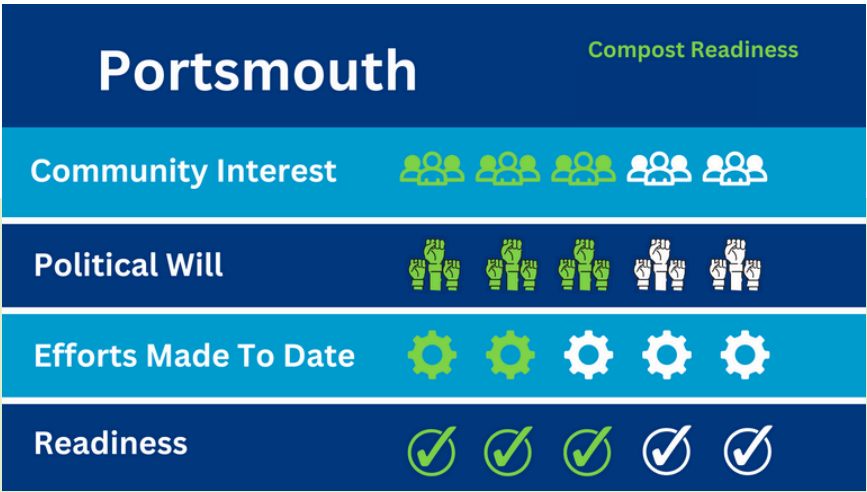 Portsmouth
Compost Readiness
Community Interest
Political Will
Efforts Made To Date
Readiness